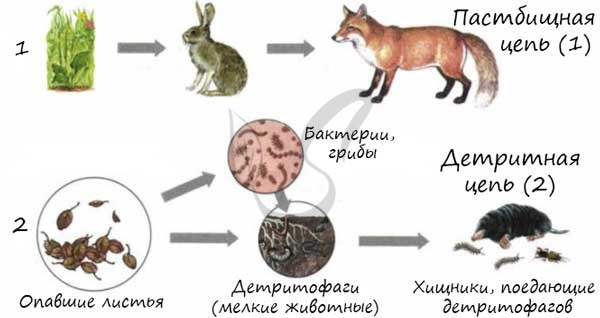 1
Пастбищная
цепь (1)
Бактерии,
грибы
Детритная
цепь (2)
2
Опавшие листья
Детритофаги
(мелкие животные)
Хищники, поедающие
детритофагов